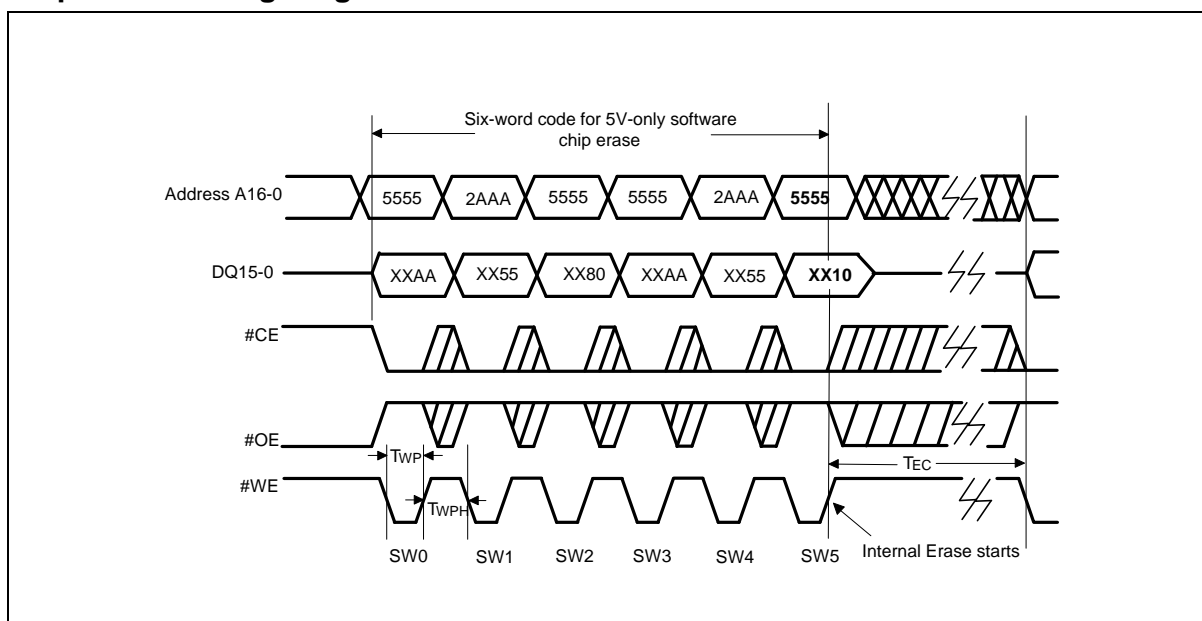 Six-word code for 5V-only software
chip erase
Address A16-0
5555
2AAA
5555
5555
2AAA
5555
DQ15-0
XXAA
XX55
XX80
XXAA
XX55
XX10
#CE
#OE
TWP
TEC
#WE
TWPH
Internal Erase starts
SW0
SW1
SW2
SW3
SW4
SW5